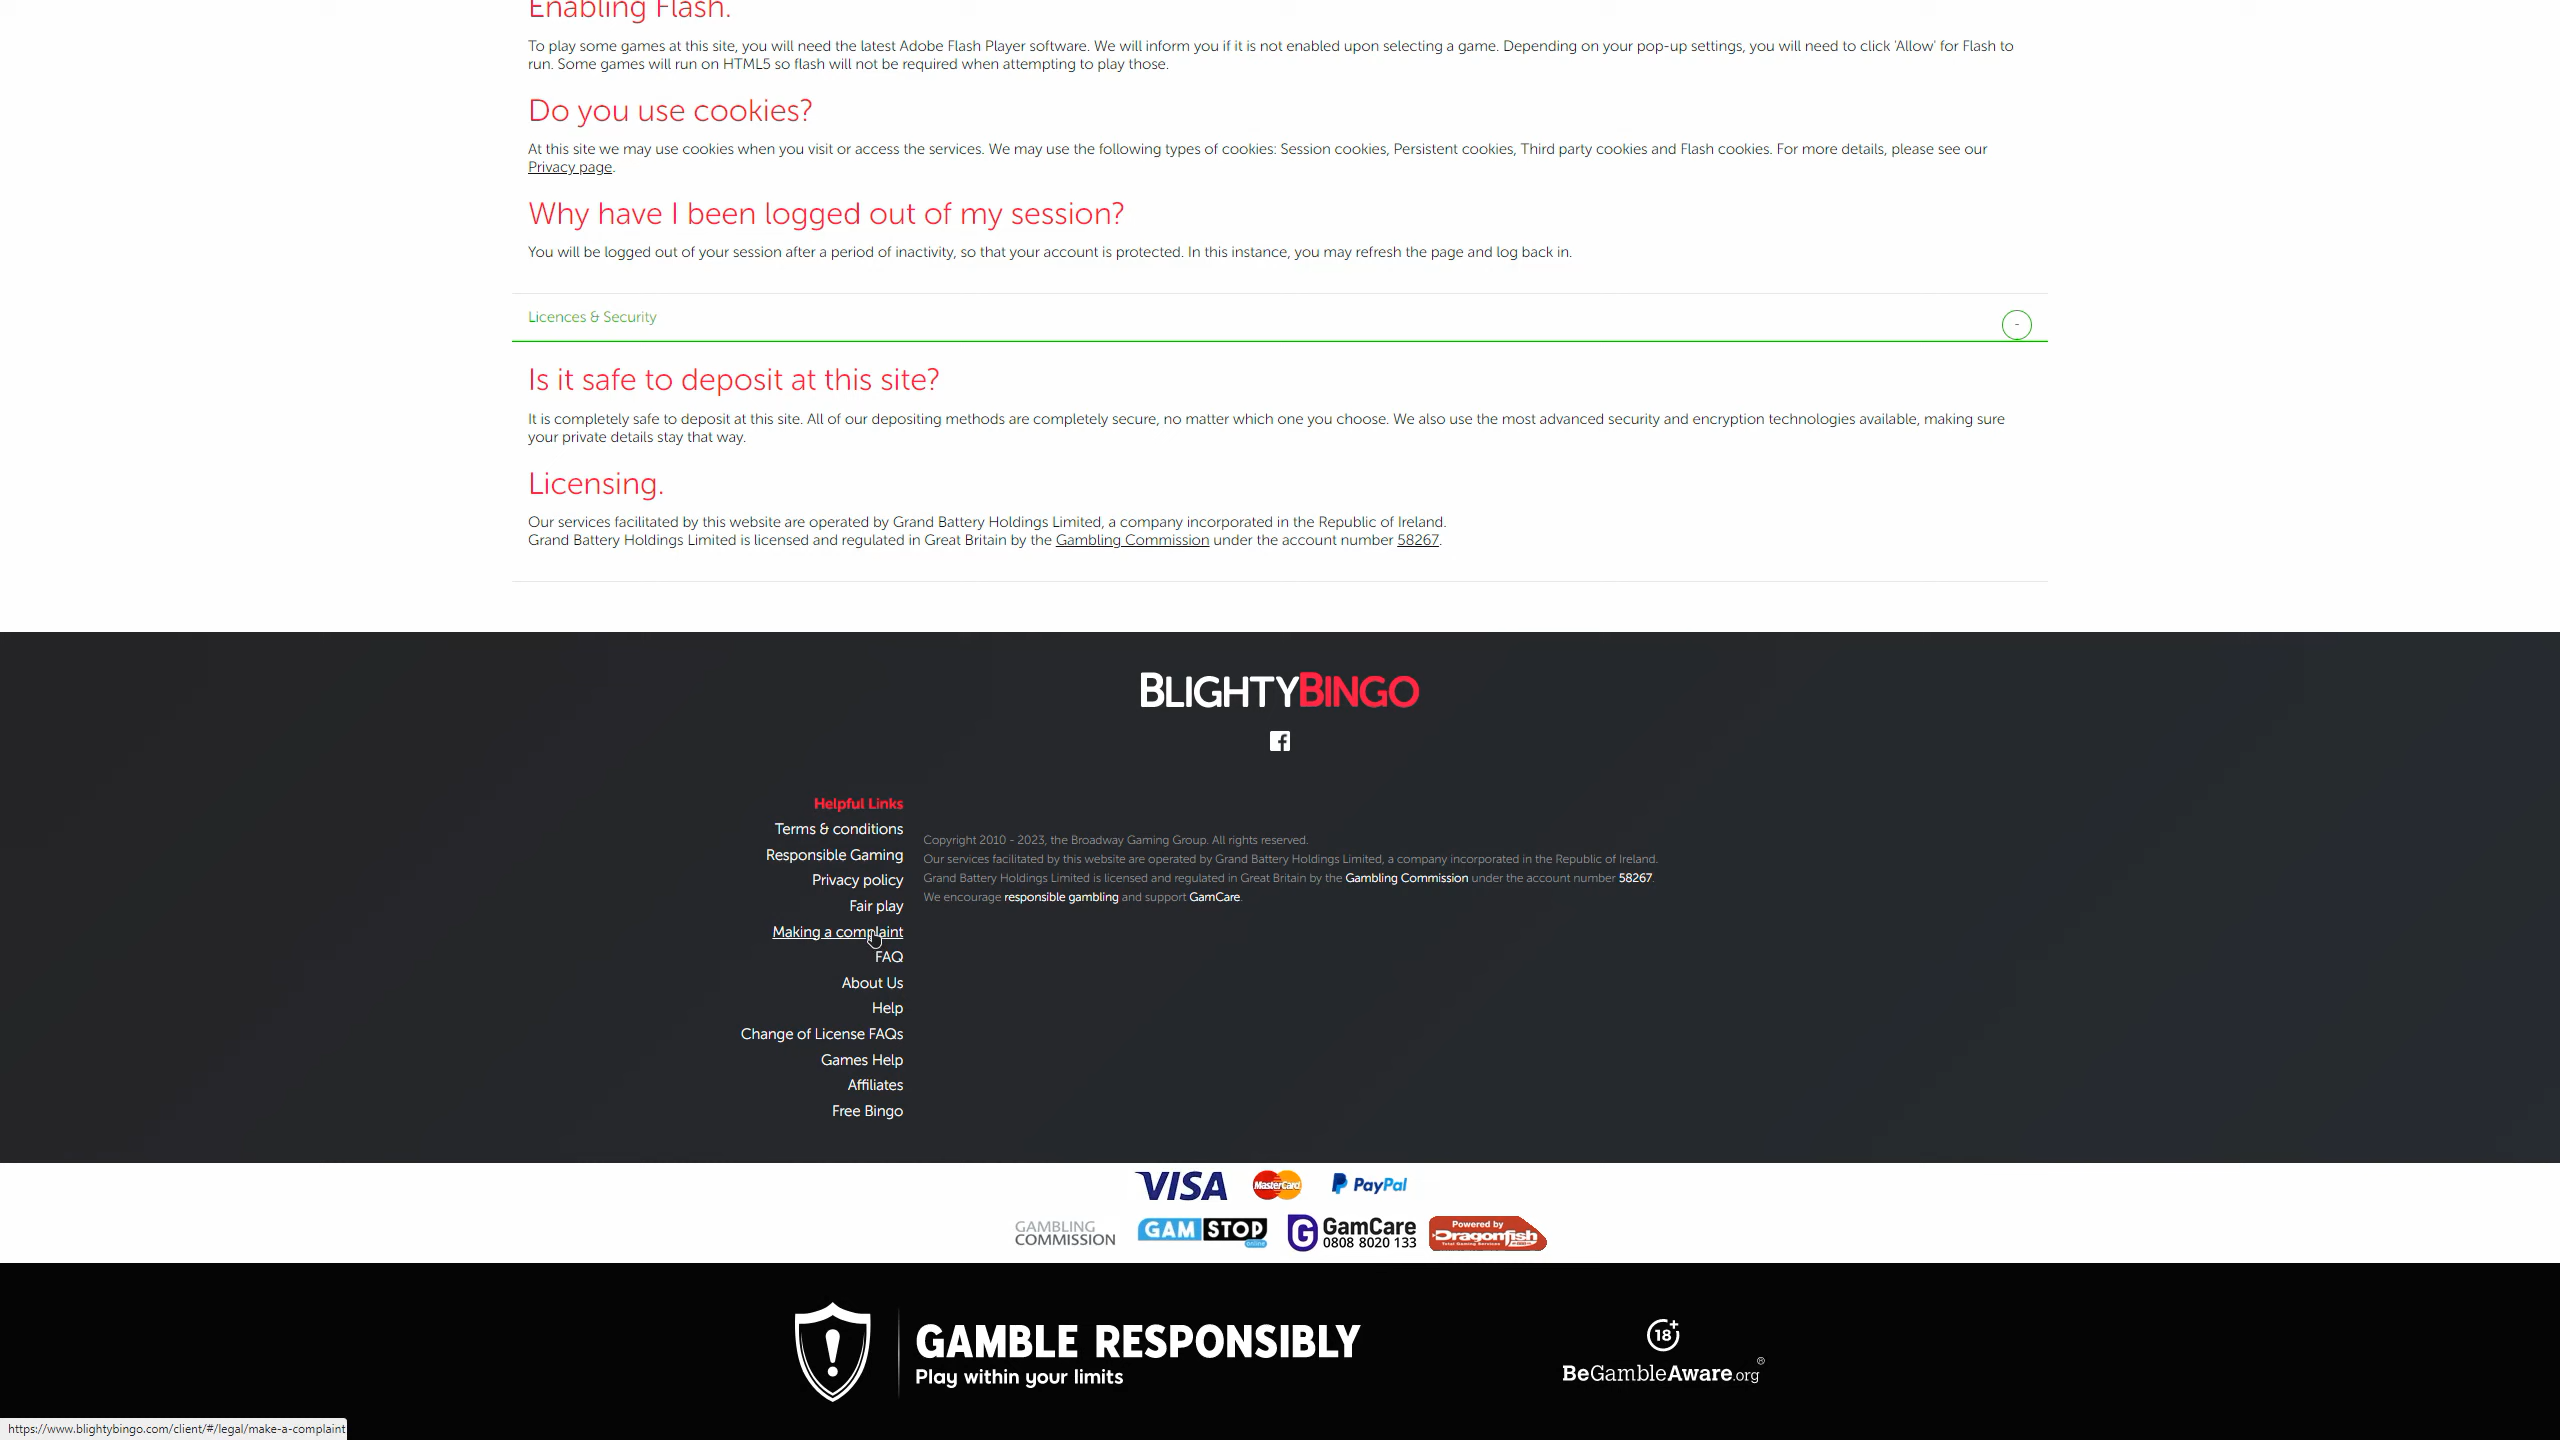 Enabling Flash.
To play some games at this site, you will need the latest Adobe Flash Player software. We will inform you if it is not enabled upon selecting a game. Depending on your pop-up settings, you will need to click 'Allow' for Flash to
run. Some games will run on HTML5 so flash will not be required when attempting to play those.
Do you use cookies?
At this site we may use cookies when you visit or access the services. We may use the following types of cookies: Session cookies, Persistent cookies, Third party cookies and Flash cookies. For more details, please see our
Privacy page.
Why have I been logged out of my session?
You will be logged out of your session after a period of inactivity, so that your account is protected. In this instance, you may refresh the page and log back in.
Licences & Security
-
Is it safe to deposit at this site?
It is completely safe to deposit at this site. All of our depositing methods are completely secure, no matter which one you choose. We also use the most advanced security and encryption technologies available, making sure
your private details stay that way.
Licensing.
Our services facilitated by this website are operated by Grand Battery Holdings Limited, a company incorporated in the Republic of Ireland.
Grand Battery Holdings Limited is licensed and regulated in Great Britain by the Gambling Commission under the account number 58267.
BLIGHTYBINGO
Helpful Links
Terms & conditions
Responsible Gaming
Privacy policy
Fair play
Making a complaint
FAQ
About Us
Help
Change of License FAQs
Games Help
Affiliates
Free Bingo
Copyright 2010 - 2023, the Broadway Gaming Group. All rights reserved.
Our services facilitated by this website are operated by Grand Battery Holdings Limited, a company incorporated in the Republic of Ireland.
Grand Battery Holdings Limited is licensed and regulated in Great Britain by the Gambling Commission under the account number 58267.
We encourage responsible gambling and support GamCare.
VISA MasterCard PayPal
GAMBLING
COMMISSION
GAMSTOP
online
GamCare
0808 8020 133
Powered by
Dragonfish
GAMBLE RESPONSIBLY
Play within your limits
18+
BeGambleAware.org®
https://www.blightybingo.com/client/#/legal/make-a-complaint